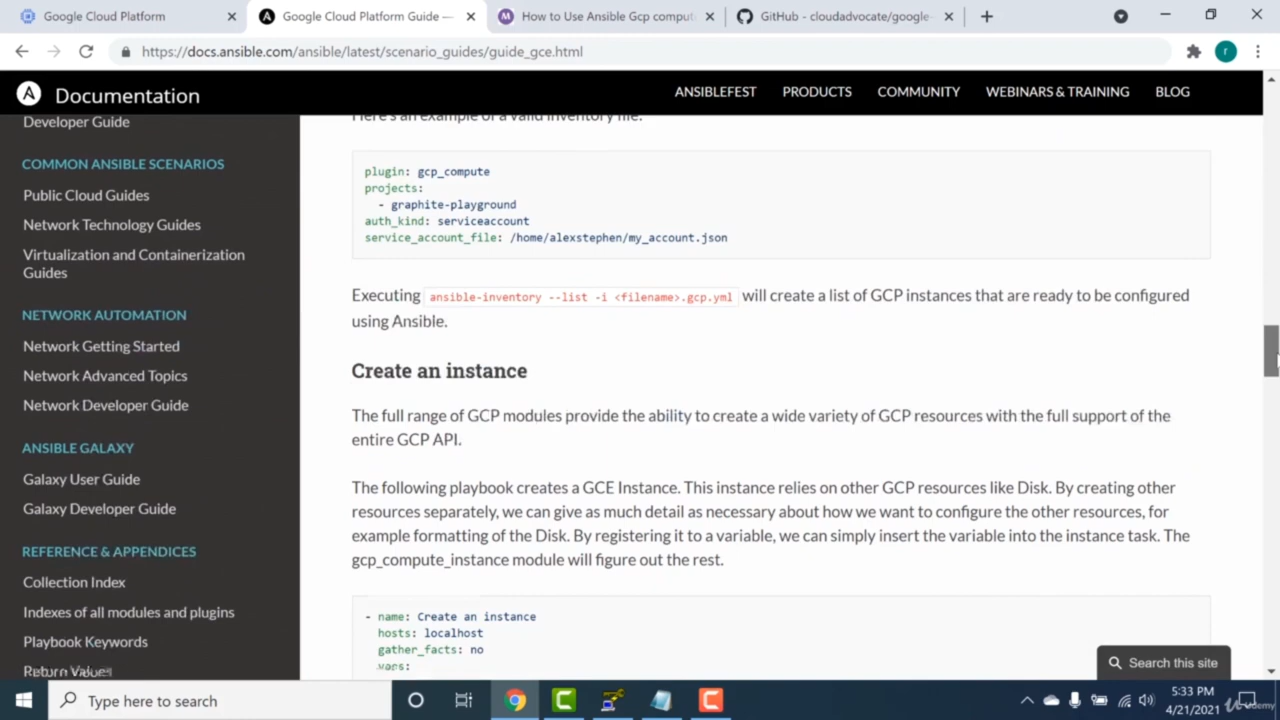 Google Cloud Platform
Google Cloud Platform Guide —
How to Use Ansible Gcp comput
GitHub - cloudadvocate/google-
https://docs.ansible.com/ansible/latest/scenario_guides/guide_gce.html
r
Documentation
ANSIBLEFEST PRODUCTS COMMUNITY WEBINARS & TRAINING BLOG
Developer Guide
COMMON ANSIBLE SCENARIOS
Public Cloud Guides
Network Technology Guides
Virtualization and Containerization
Guides
NETWORK AUTOMATION
Network Getting Started
Network Advanced Topics
Network Developer Guide
ANSIBLE GALAXY
Galaxy User Guide
Galaxy Developer Guide
REFERENCE & APPENDICES
Collection Index
Indexes of all modules and plugins
Playbook Keywords
Return Values
Here's an example of a valid inventory file:
plugin: gcp_compute
projects:
- graphite-playground
auth_kind: serviceaccount
service_account_file: /home/alexstephen/my_account.json
Executing ansible-inventory --list -i <filename>.gcp.yml will create a list of GCP instances that are ready to be configured
using Ansible.
Create an instance
The full range of GCP modules provide the ability to create a wide variety of GCP resources with the full support of the
entire GCP API.
The following playbook creates a GCE Instance. This instance relies on other GCP resources like Disk. By creating other
resources separately, we can give as much detail as necessary about how we want to configure the other resources, for
example formatting of the Disk. By registering it to a variable, we can simply insert the variable into the instance task. The
gcp_compute_instance module will figure out the rest.
- name: Create an instance
hosts: localhost
gather_facts: no
vars:
Search this site
Type here to search
5:33 PM
4/21/2021
Udemy